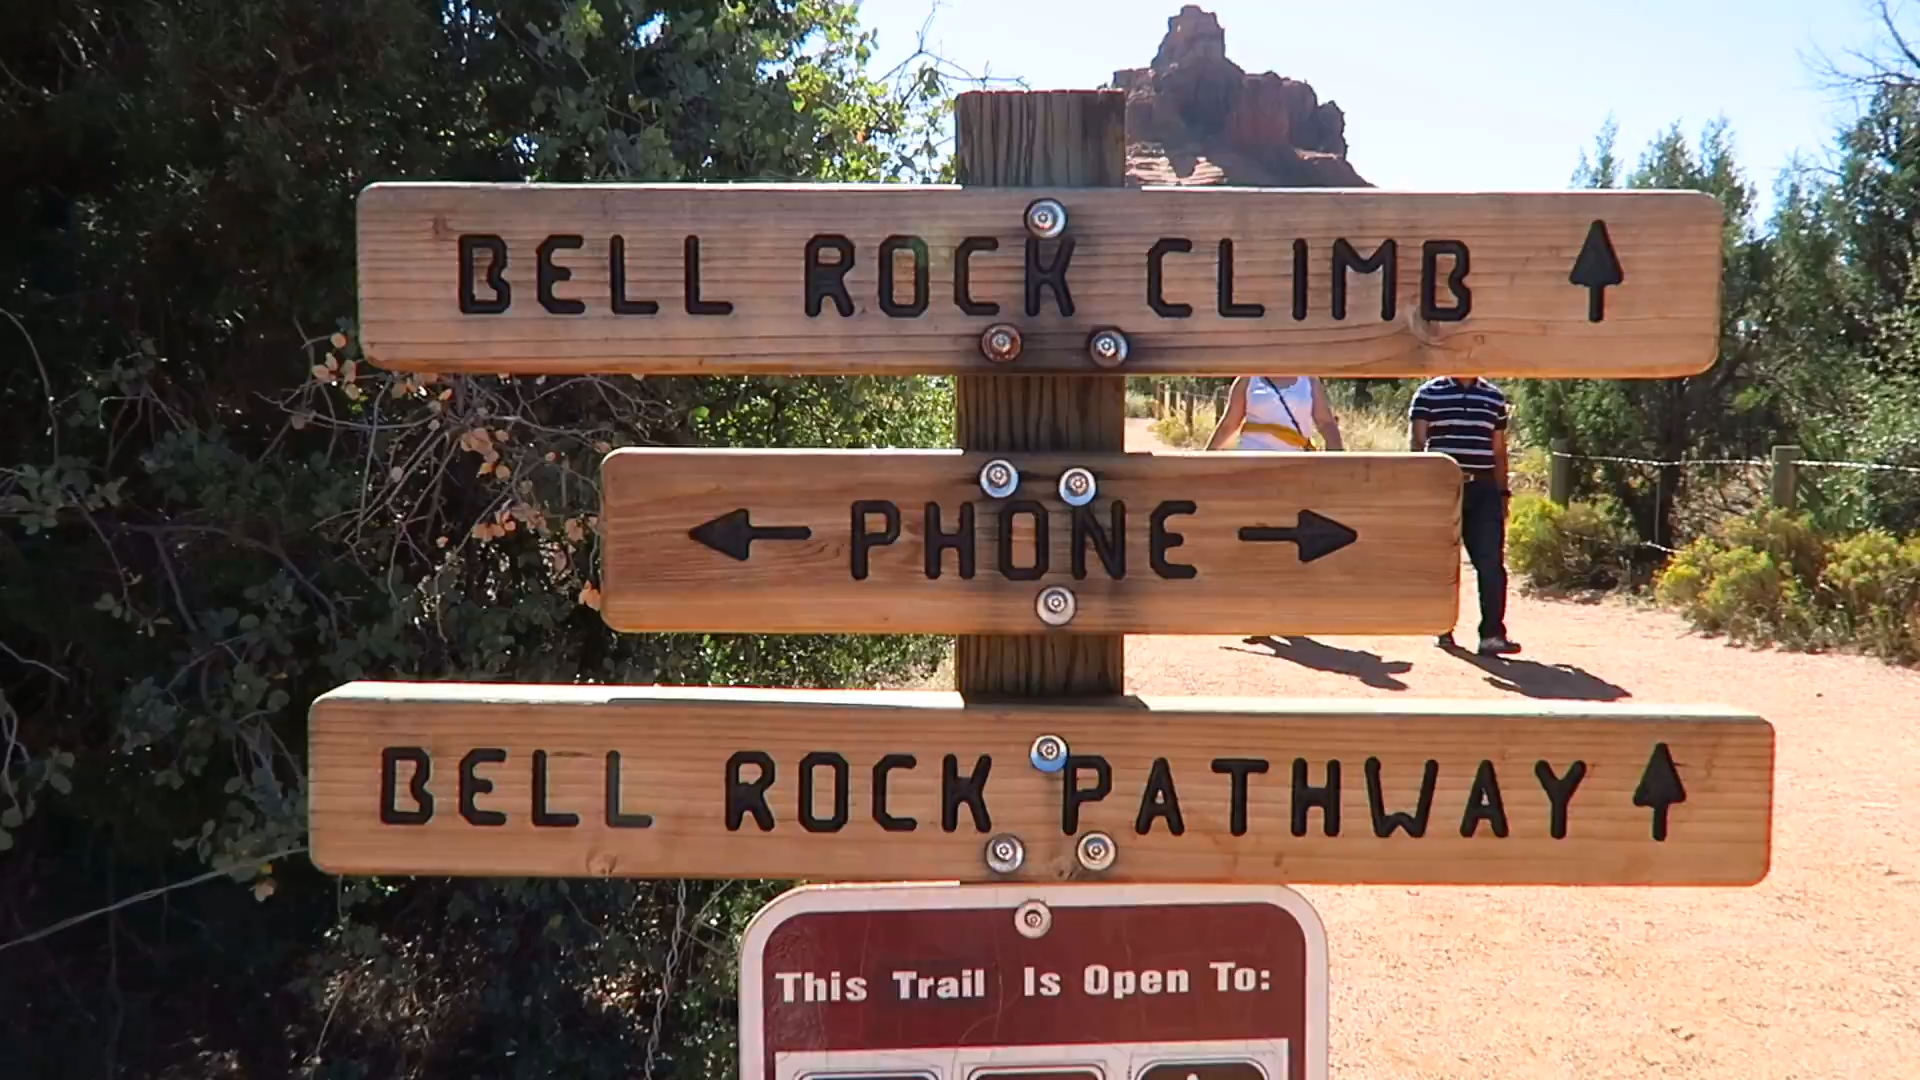 BELL ROCK CLIMB ↑
← PHONE →
BELL ROCK PATHWAY ↑
This Trail Is Open To: